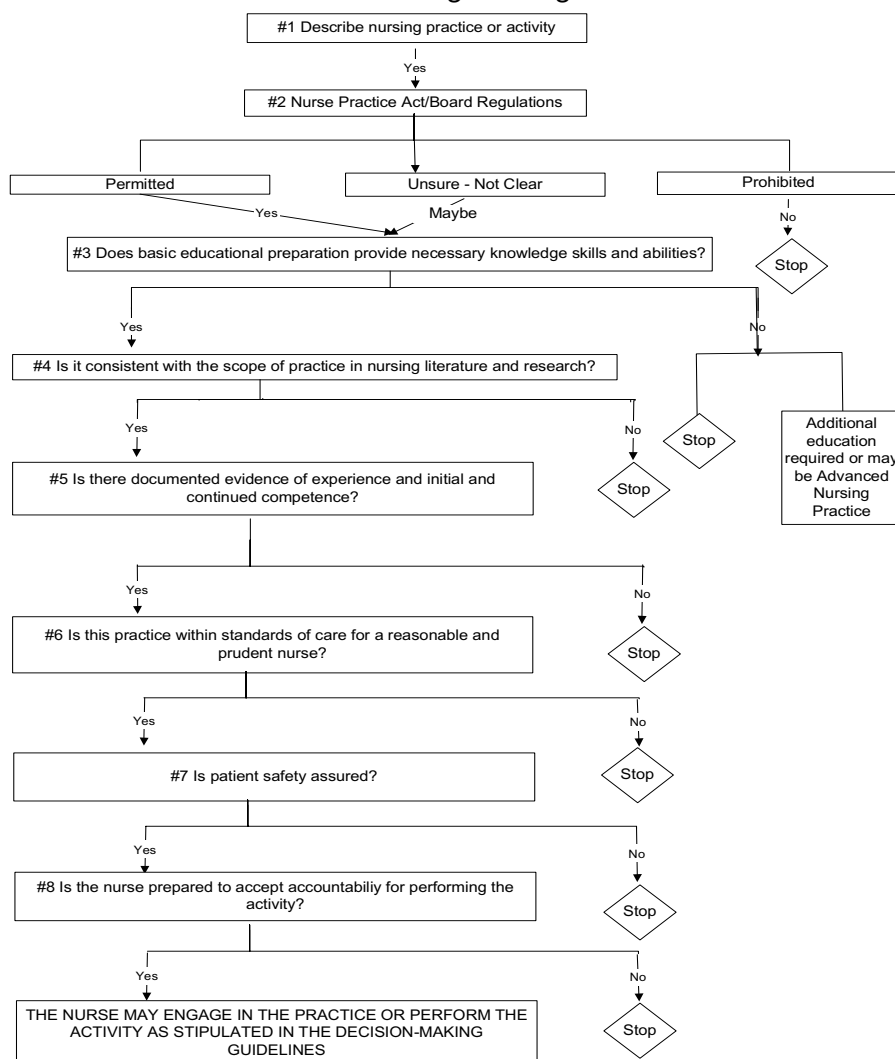 #1 Describe nursing practice or activity
Yes
#2 Nurse Practice Act/Board Regulations
Permitted
Unsure - Not Clear
Prohibited
Yes
Maybe
No
Stop
#3 Does basic educational preparation provide necessary knowledge skills and abilities?
Yes
No
#4 Is it consistent with the scope of practice in nursing literature and research?
Stop
Additional
education
required or may
be Advanced
Nursing
Practice
Yes
No
Stop
#5 Is there documented evidence of experience and initial and
continued competence?
Yes
No
Stop
#6 Is this practice within standards of care for a reasonable and
prudent nurse?
Yes
No
Stop
#7 Is patient safety assured?
Yes
No
Stop
#8 Is the nurse prepared to accept accountabiliy for performing the
activity?
Yes
No
Stop
THE NURSE MAY ENGAGE IN THE PRACTICE OR PERFORM THE
ACTIVITY AS STIPULATED IN THE DECISION-MAKING
GUIDELINES